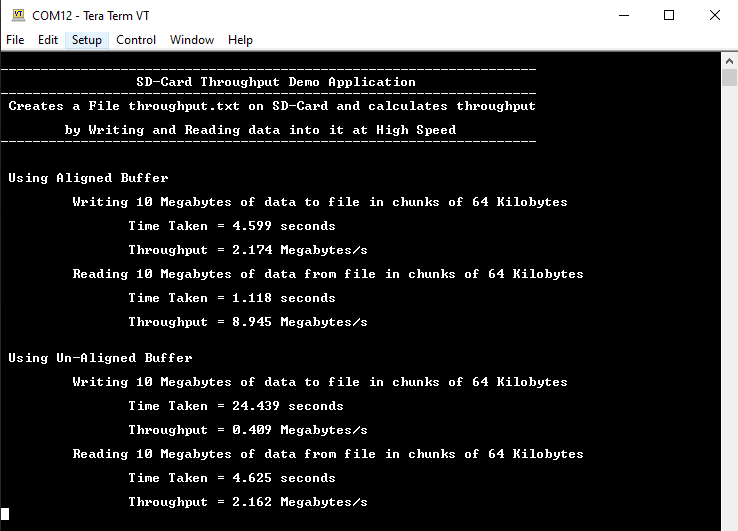 COM12 - Tera Term VT
File Edit Setup Control Window Help
SD-Card Throughput Demo Application
Creates a File throughput.txt on SD-Card and calculates throughput
by Writing and Reading data into it at High Speed
Using Aligned Buffer
Writing 10 Megabytes of data to file in chunks of 64 Kilobytes
Time Taken = 4.599 seconds
Throughput = 2.174 Megabytes/s
Reading 10 Megabytes of data from file in chunks of 64 Kilobytes
Time Taken = 1.118 seconds
Throughput = 8.945 Megabytes/s
Using Un-Aligned Buffer
Writing 10 Megabytes of data to file in chunks of 64 Kilobytes
Time Taken = 24.439 seconds
Throughput = 0.409 Megabytes/s
Reading 10 Megabytes of data from file in chunks of 64 Kilobytes
Time Taken = 4.625 seconds
Throughput = 2.162 Megabytes/s